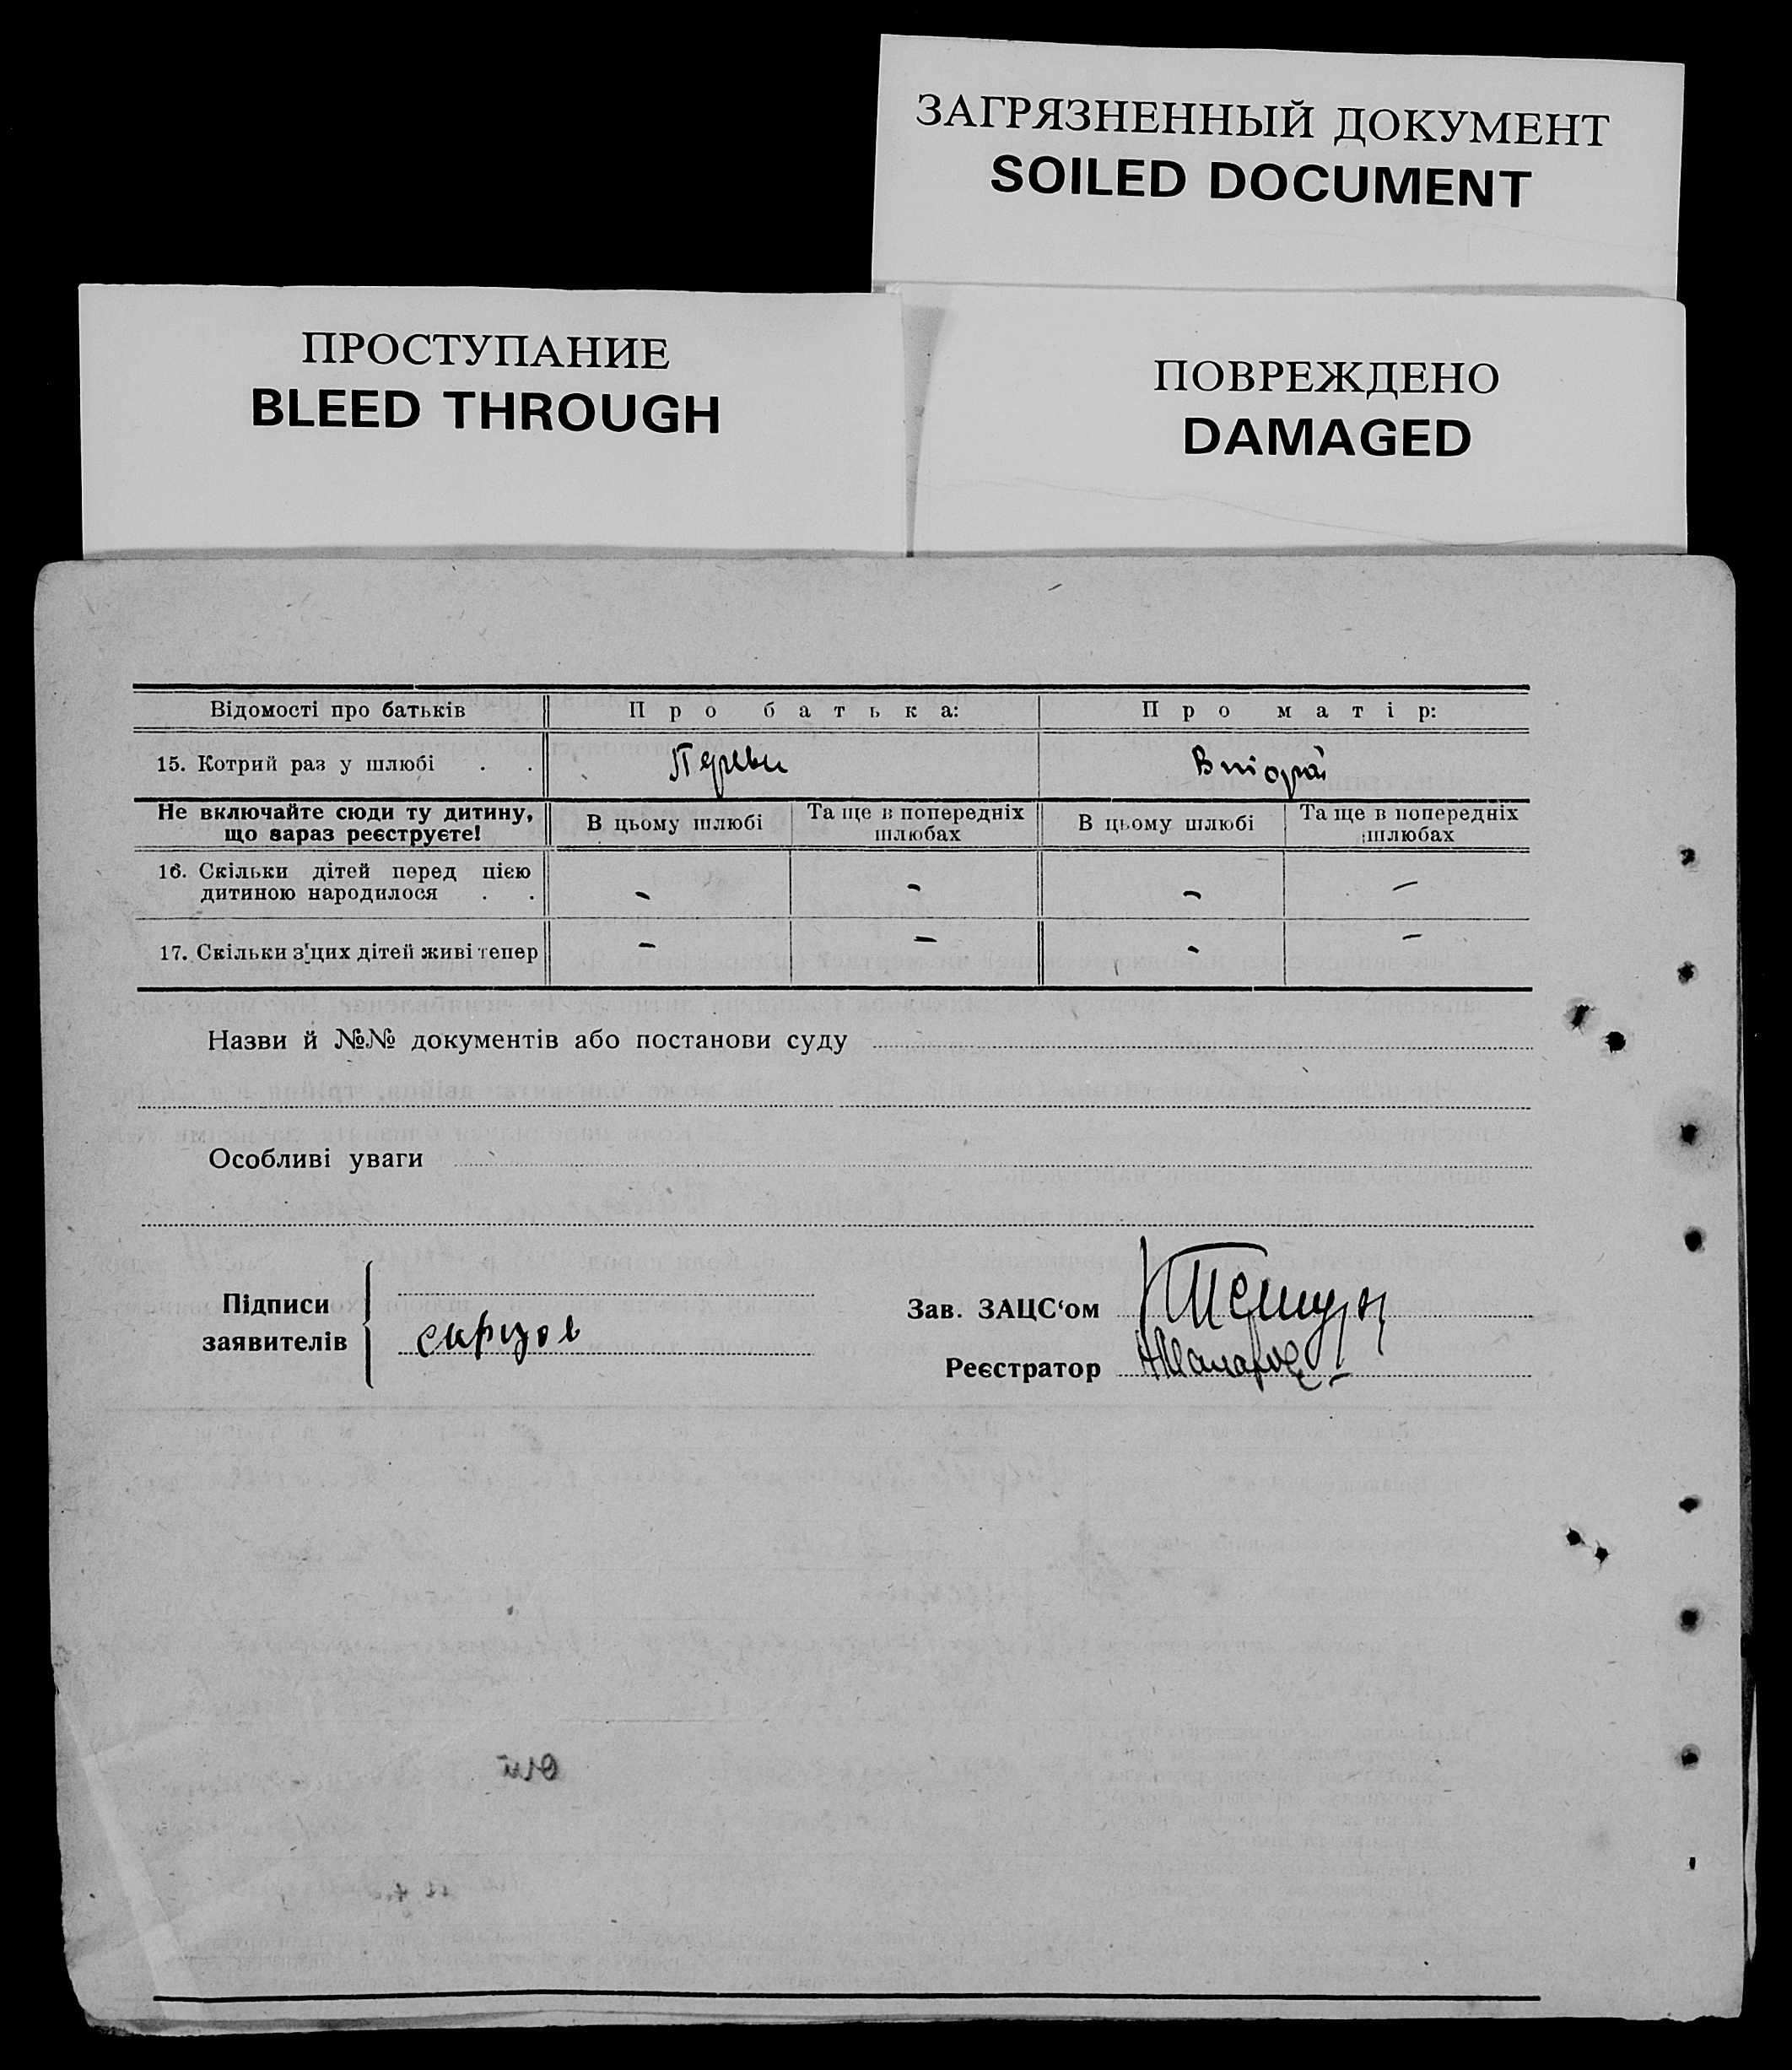 ЗАГРЯЗНЕННЫЙ ДОКУМЕНТ
SOILED DOCUMENT
ПРОСТУПАНИЕ
BLEED THROUGH
ПОВРЕЖДЕНО
DAMAGED
Відомості про батьків Про батька: Про матір:
15. Котрий раз у шлюбі . .
Не включайте сюди ту дитину, що зараз реєструєте! В цьому шлюбі Та ще в попередніх шлюбах В цьому шлюбі Та ще в попередніх шлюбах
16. Скільки дітей перед цією
дитиною народилося . . – – – –
17. Скільки з'цих дітей живі тепер – – – –
Назви й №№ документів або постанови суду
Особливі уваги
Підписи
заявителів
Зав. ЗАЦС‘ом
Реєстратор